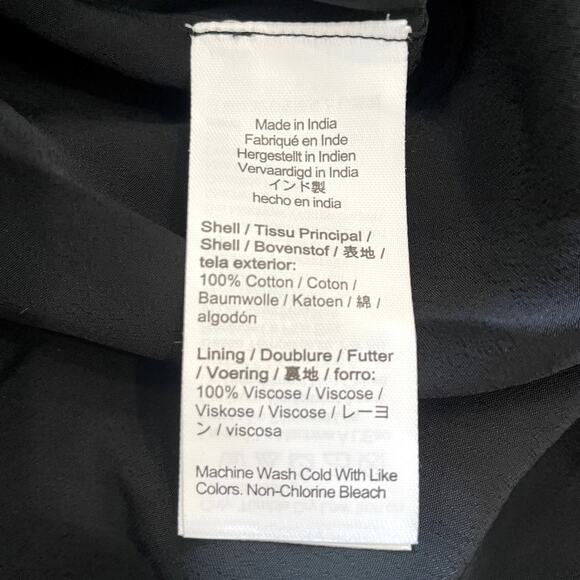 Made in India
Fabriqué en Inde
Hergestellt in Indien
Vervaardigd in India
インド製
hecho en india
Shell / Tissu Principal /
Shell / Bovenstof / 表地 /
tela exterior:
100% Cotton / Coton /
Baumwolle / Katoen / 綿 /
algodón
Lining / Doublure / Futter
/ Voering / 裏地 / forro:
100% Viscose / Viscose /
Viskose / Viscose / レーヨ
ン / viscosa
Machine Wash Cold With Like
Colors. Non-Chlorine Bleach